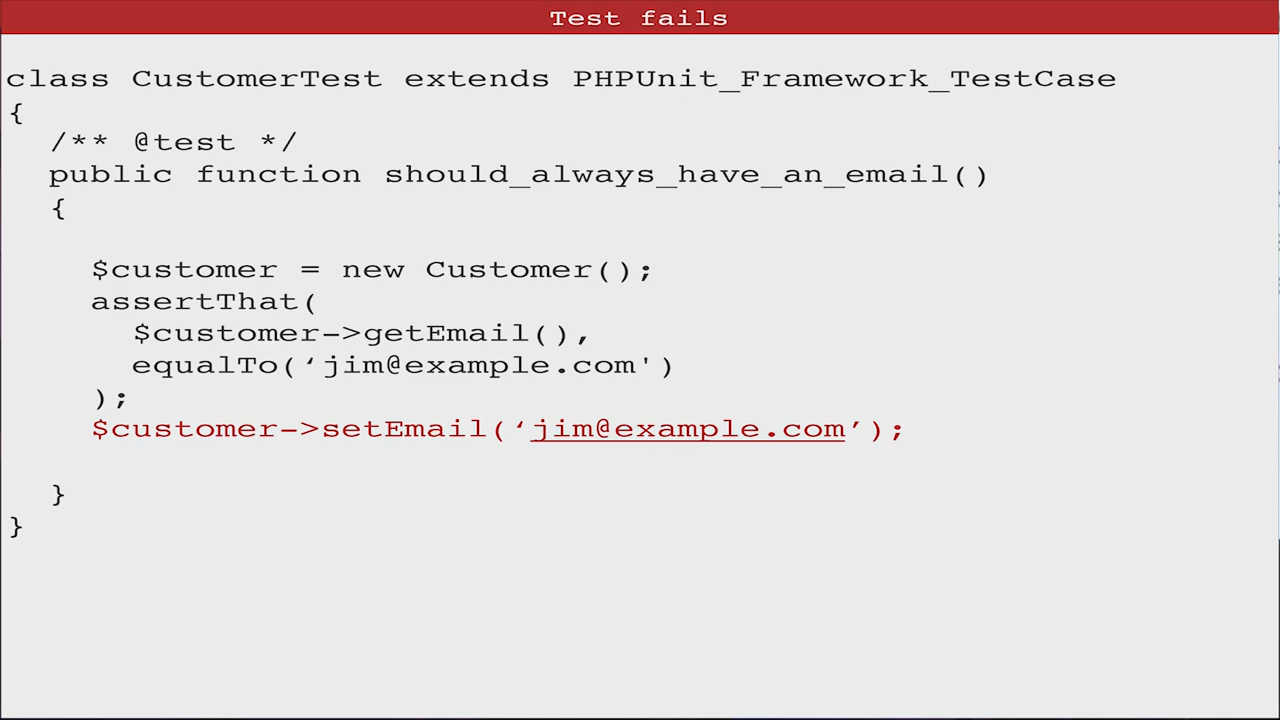 Test fails
class CustomerTest extends PHPUnit_Framework_TestCase
{
/** @test */
public function should_always_have_an_email()
{
$customer = new Customer();
assertThat(
$customer->getEmail(),
equalTo(‘jim@example.com')
);
$customer->setEmail(‘jim@example.com’);
}
}